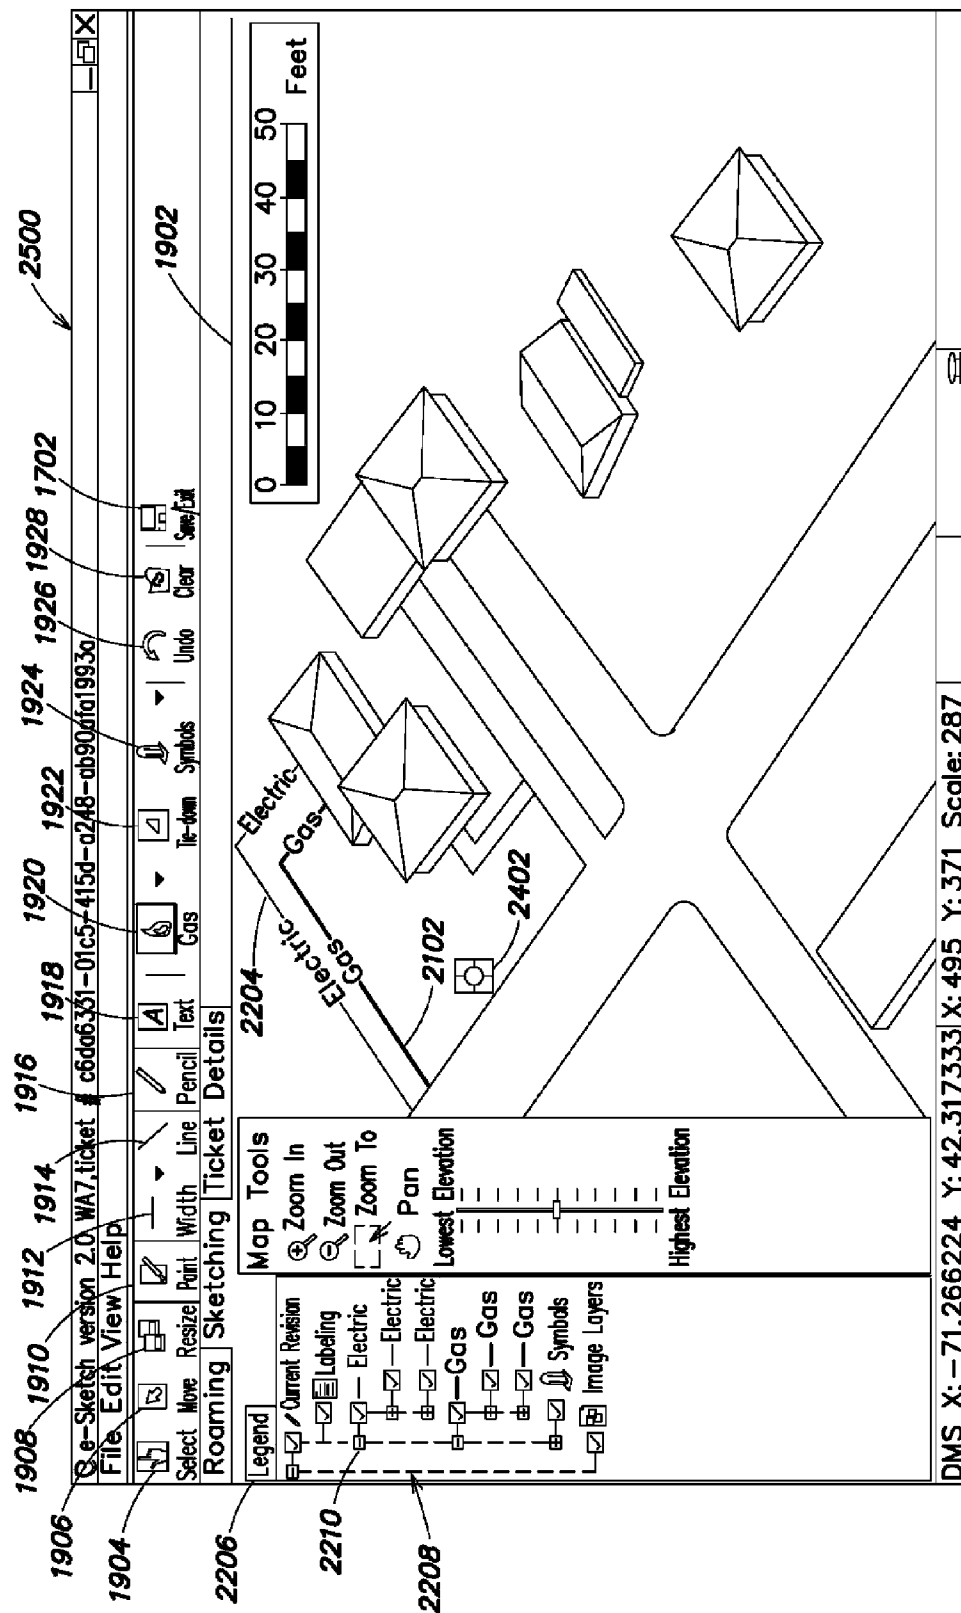 2500
e-Sketch version 2.0 WA7,ticket # c6da6331-01c5-415d-a248-ab90afa1993a
File Edit View Help
1904
1906
1908
1910
1912
1914
1916
1918
1920
1922
1924
1926
1928
1702
1902
Select Move Resize Paint Width Line Pencil Text Gas Tie-down Symbols Undo Clear Save/Exit
Roaming Sketching Ticket Details
2206
2210
2208
Legend
Current Revision
Labeling
Electric
Electric
Electric
Gas
Gas
Gas
Symbols
Image Layers
Map Tools
Zoom In
Zoom Out
Zoom To
Pan
Lowest Elevation
Highest Elevation
2204
Electric
Electric
Gas
Gas
2102
2402
0 10 20 30 40 50
Feet
DMS X: -71.266224 Y: 42.317333 X: 495 Y: 371 Scale: 287